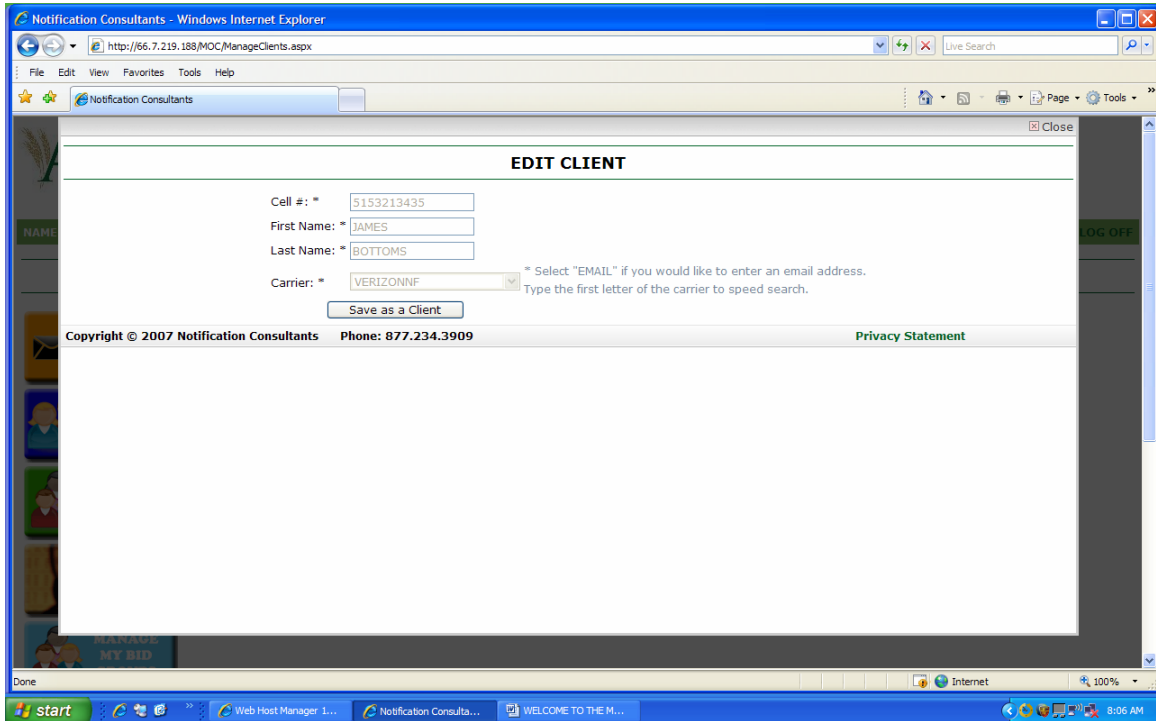 Notification Consultants - Windows Internet Explorer
http://66.7.219.188/MOC/ManageClients.aspx
Live Search
File Edit View Favorites Tools Help
Notification Consultants
Page
Tools
Close
EDIT CLIENT
Cell #: * 5153213435
First Name: * JAMES
Last Name: * BOTTOMS
Carrier: * VERIZONNF
* Select "EMAIL" if you would like to enter an email address.
Type the first letter of the carrier to speed search.
Save as a Client
Copyright © 2007 Notification Consultants Phone: 877.234.3909 Privacy Statement
NAME
LOG OFF
MANAGE
MY BID
Done
Internet
100%
start
Web Host Manager 1...
Notification Consulta...
WELCOME TO THE M...
8:06 AM